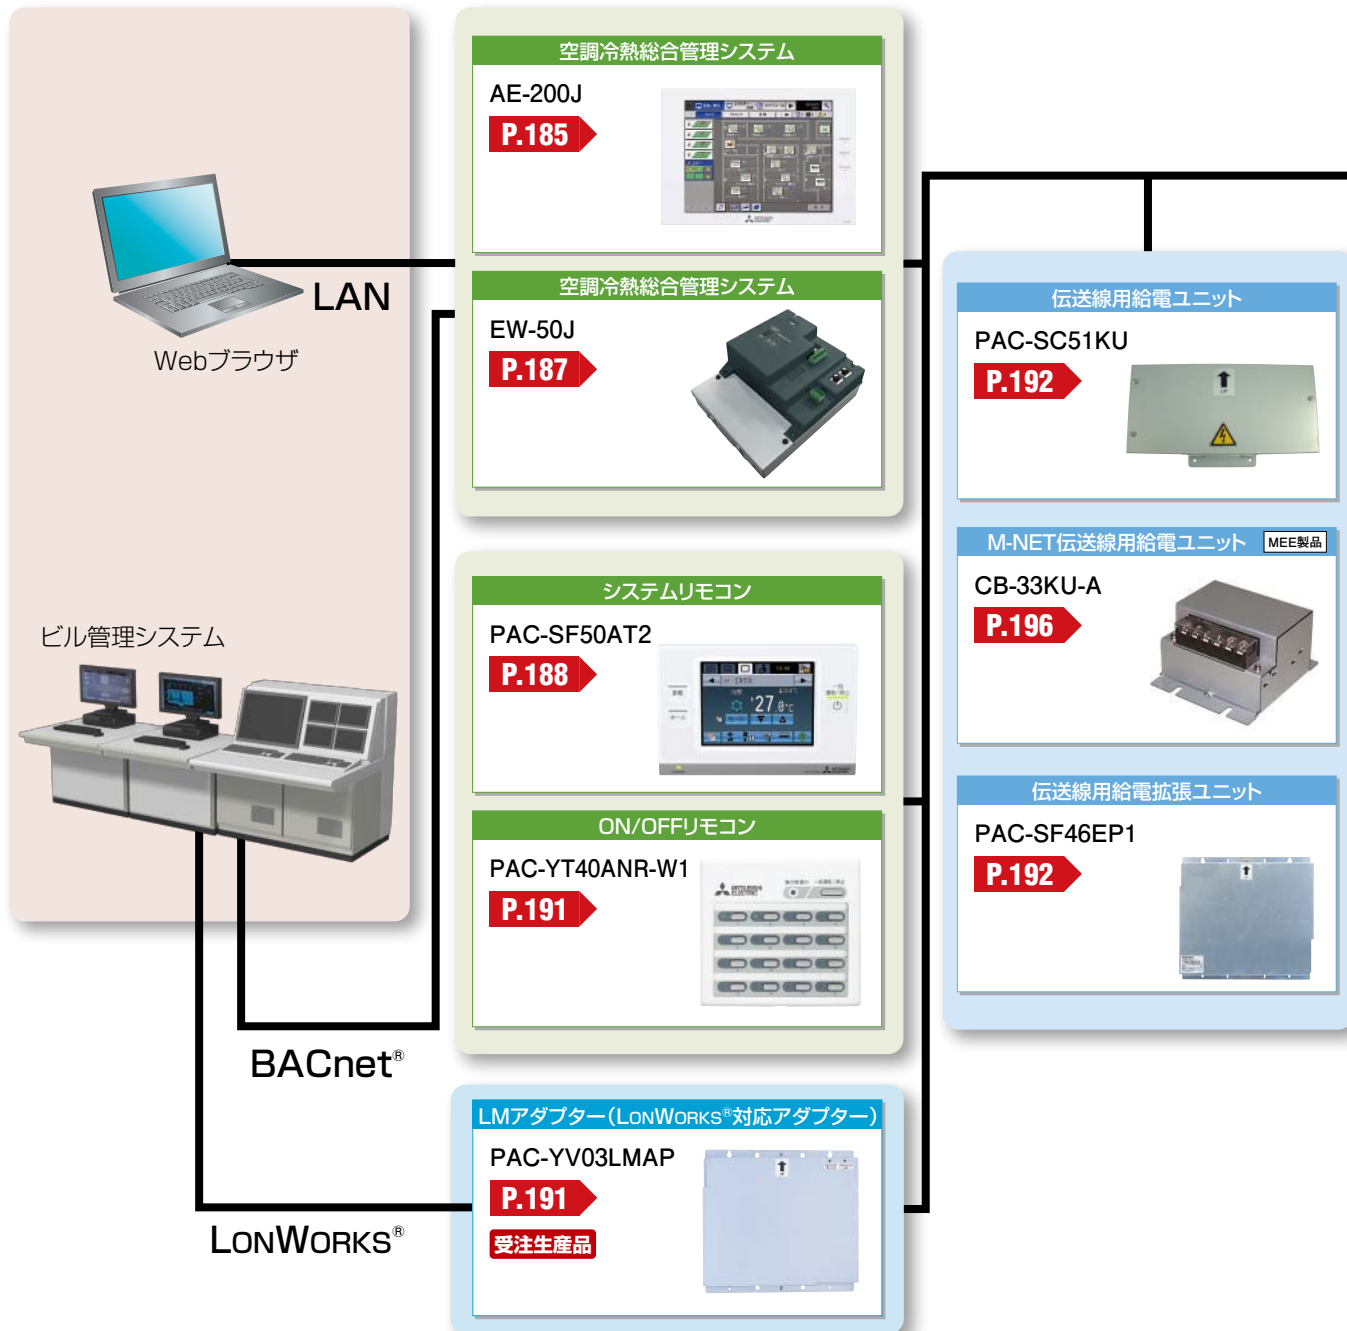 空調冷熱総合管理システム
AE-200J
P.185
MITSUBISHI ELECTRIC
LAN
Webブラウザ
空調冷熱総合管理システム
EW-50J
P.187
伝送線用給電ユニット
PAC-SC51KU
P.192
M-NET伝送線用給電ユニット MEE製品
CB-33KU-A
P.196
伝送線用給電拡張ユニット
PAC-SF46EP1
P.192
ビル管理システム
システムリモコン
PAC-SF50AT2
P.188
27.0℃
ON/OFFリモコン
PAC-YT40ANR-W1
P.191
MITSUBISHI
ELECTRIC
BACnet®
LMアダプター(LONWORKS®対応アダプター)
PAC-YV03LMAP
P.191
受注生産品
LONWORKS®